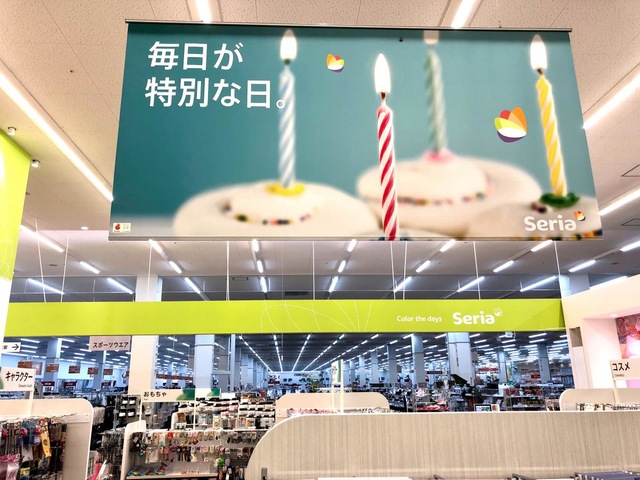 毎日が
特別な日。
Seria
Color the days Seria
スポーツウエア
キャラクター
おもちゃ
コスメ